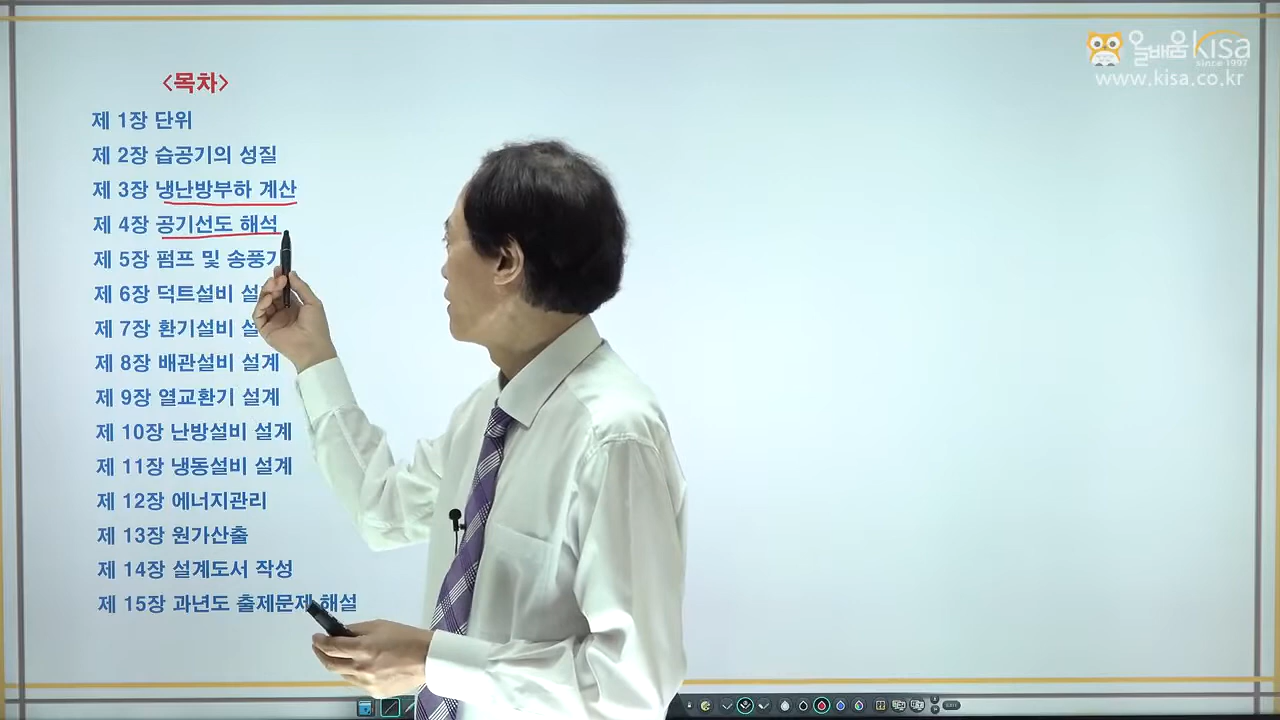 <목차>
제 1장 단위
제 2장 습공기의 성질
제 3장 냉난방부하 계산
제 4장 공기선도 해석
제 5장 펌프 및 송풍기
제 6장 덕트설비
제 7장 환기설비
제 8장 배관설비 설계
제 9장 열교환기 설계
제 10장 난방설비 설계
제 11장 냉동설비 설계
제 12장 에너지관리
제 13장 원가산출
제 14장 설계도서 작성
제 15장 과년도 출제문제 해설
올배움 kisa
since 1997
www.kisa.co.kr